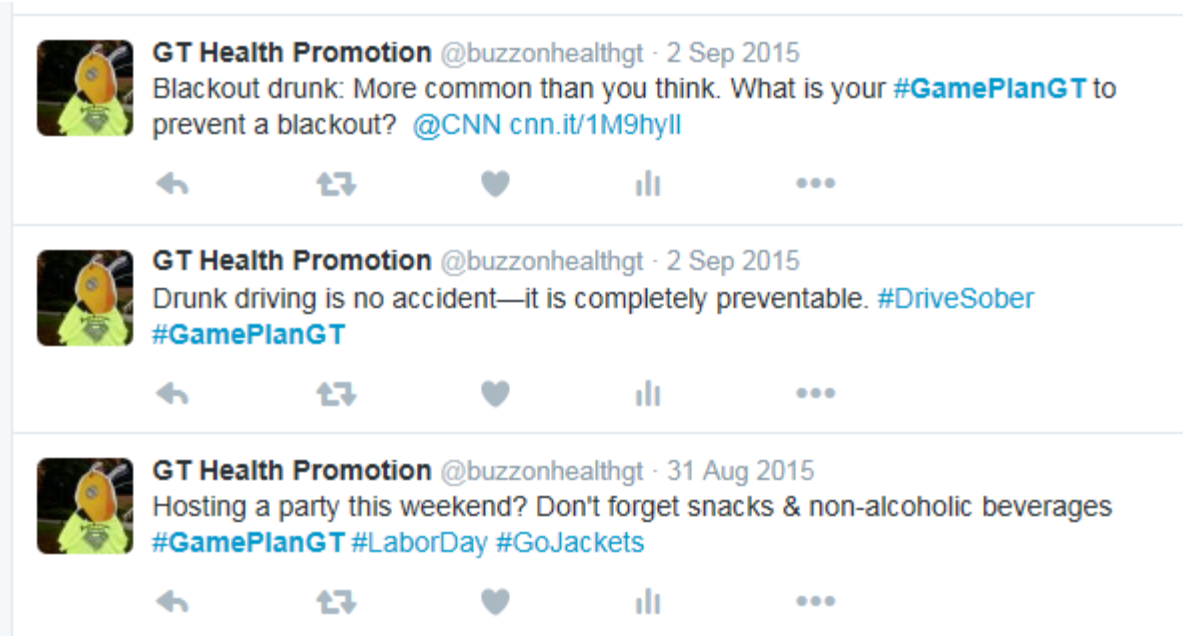 GT Health Promotion @buzzonhealthgt · 2 Sep 2015
Blackout drunk: More common than you think. What is your #GamePlanGT to
prevent a blackout? @CNN cnn.it/1M9hyIl
GT Health Promotion @buzzonhealthgt · 2 Sep 2015
Drunk driving is no accident—it is completely preventable. #DriveSober
#GamePlanGT
GT Health Promotion @buzzonhealthgt · 31 Aug 2015
Hosting a party this weekend? Don't forget snacks & non-alcoholic beverages
#GamePlanGT #LaborDay #GoJackets